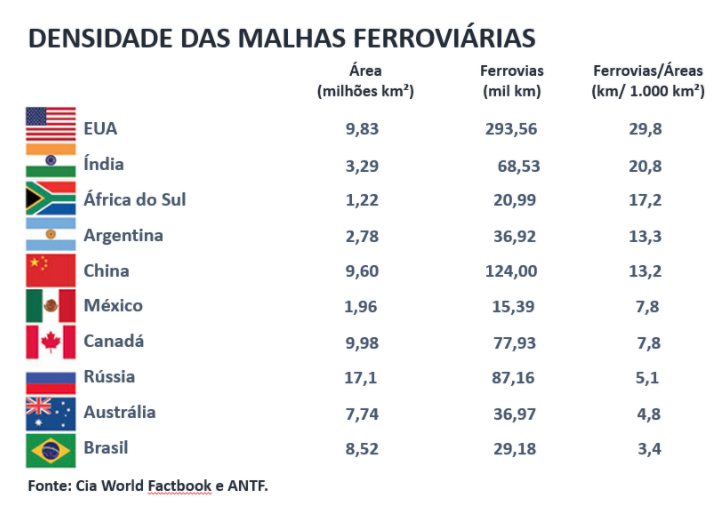 DENSIDADE DAS MALHAS FERROVIÁRIAS
Área Ferrovias Ferrovias/Áreas
(milhões km²) (mil km) (km/ 1.000 km²)
EUA 9,83 293,56 29,8
Índia 3,29 68,53 20,8
África do Sul 1,22 20,99 17,2
Argentina 2,78 36,92 13,3
China 9,60 124,00 13,2
México 1,96 15,39 7,8
Canadá 9,98 77,93 7,8
Rússia 17,1 87,16 5,1
Austrália 7,74 36,97 4,8
Brasil 8,52 29,18 3,4
Fonte: Cia World Factbook e ANTF.